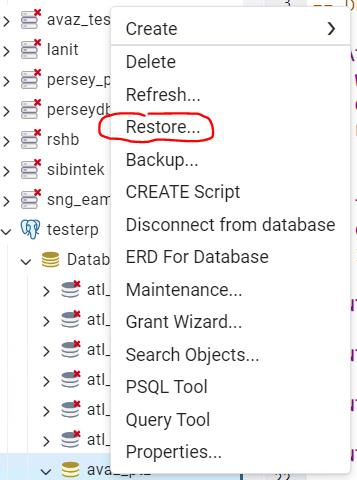 avaz_tes
lanit
persey_p
perseydb
rshb
sibintek
sng_eam
testerp
Datab
atl_
atl_
atl_
atl_
atl_
atl_
Create
Delete
Refresh...
Restore...
Backup...
CREATE Script
Disconnect from database
ERD For Database
Maintenance...
Grant Wizard...
Search Objects...
PSQL Tool
Query Tool
Properties...
3